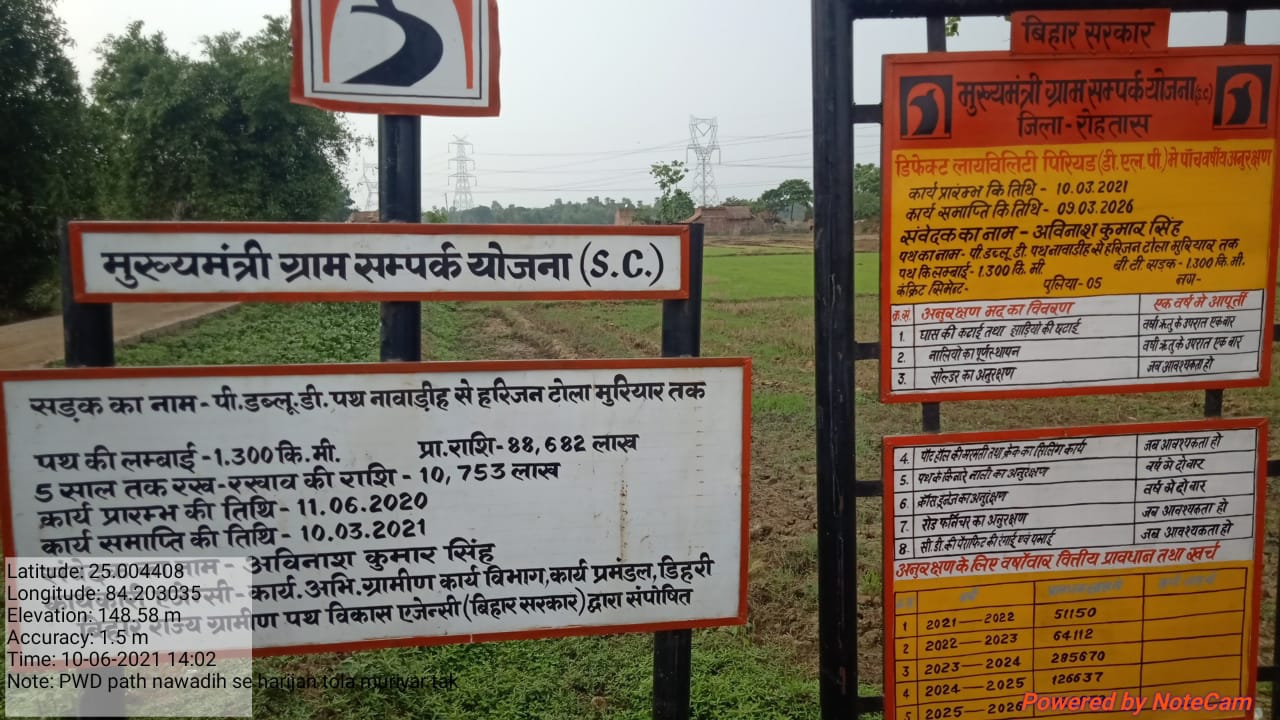 मुख्यमंत्री ग्राम सम्पर्क योजना (S.C.)
सड़क का नाम - पी.डब्लू.डी. पथ नावाडीह से हरिजन टोला मुरियार तक
पथ की लम्बाई -1.300 कि.मी. प्रा.राशि-88,682 लाख
5 साल तक रख-रखाव की राशि - 10,753 लाख
कार्य प्रारम्भ की तिथि - 11.06.2020
कार्य समाप्ति की तिथि - 10.03.2021
नाम - अविनाश कुमार सिंह
कार्य. अभि. ग्रामीण कार्य विभाग, कार्य प्रमंडल, डिहरी
बिहार राज्य ग्रामीण पथ विकास एजेन्सी (बिहार सरकार) द्वारा संपोषित
बिहार सरकार
मुख्यमंत्री ग्राम सम्पर्क योजना (S.C)
जिला - रोहतास
डिफेक्ट लायविलिटी पिरियड (डी. एल. पी.) मे पाँच वर्षीय अनुरक्षण
कार्य प्रारंम्भ कि तिथि - 10.03.2021
कार्य समाप्ति कि तिथि - 09.03.2026
संवेदक का नाम - अविनाश कुमार सिंह
पथ का नाम - पी.डब्लू. डी. पथ नावाडीह से हरिजन टोला मुरियार तक
पथ कि लम्बाई - 1.300 कि. मी. बी. टी. सड़क - 1.300 कि. मी.
कंक्रिट सिमेन्ट- पुलिया - 05 नग-
क्र.स. अनुरक्षण मद का विवरण एक वर्ष मे आपूर्ती
1. घास की कटाई तथा झाड़ियो की छटाई वर्षा ऋतु के उपरात एक बार
2. नालियो का पूर्णस्थापन वर्षा ऋतु के उपरात एक बार
3. सोल्डर का अनुरक्षण जब आवश्यकता हो
4. पौट हॉल की मरमती तथा क्रेक का सिलिंग कार्य जब आवश्यकता हो
5. पथ के किनारे नाली का अनुरक्षण वर्ष मे दो बार
6. क्रॉस ड्रनेज का अनुरक्षण वर्ष मे दो बार
7. रोड फर्निचर का अनुरक्षण जब आवश्यकता हो
8. सी. डी. की पैराफिट की रंगाई एवं जब आवश्यकता हो
अनुरक्षण के लिए वर्षोवार वित्तीय प्रावधान तथा खर्च
1 2021—2022 51150
2 2022—2023 64112
3 2023—2024 285670
4 2024—2025 126637
5 2025—2026
Latitude: 25.004408
Longitude: 84.203035
Elevation: 148.58 m
Accuracy: 1.5 m
Time: 10-06-2021 14:02
Note: PWD path nawadih se harijan tola muriyar tak
Powered by NoteCam